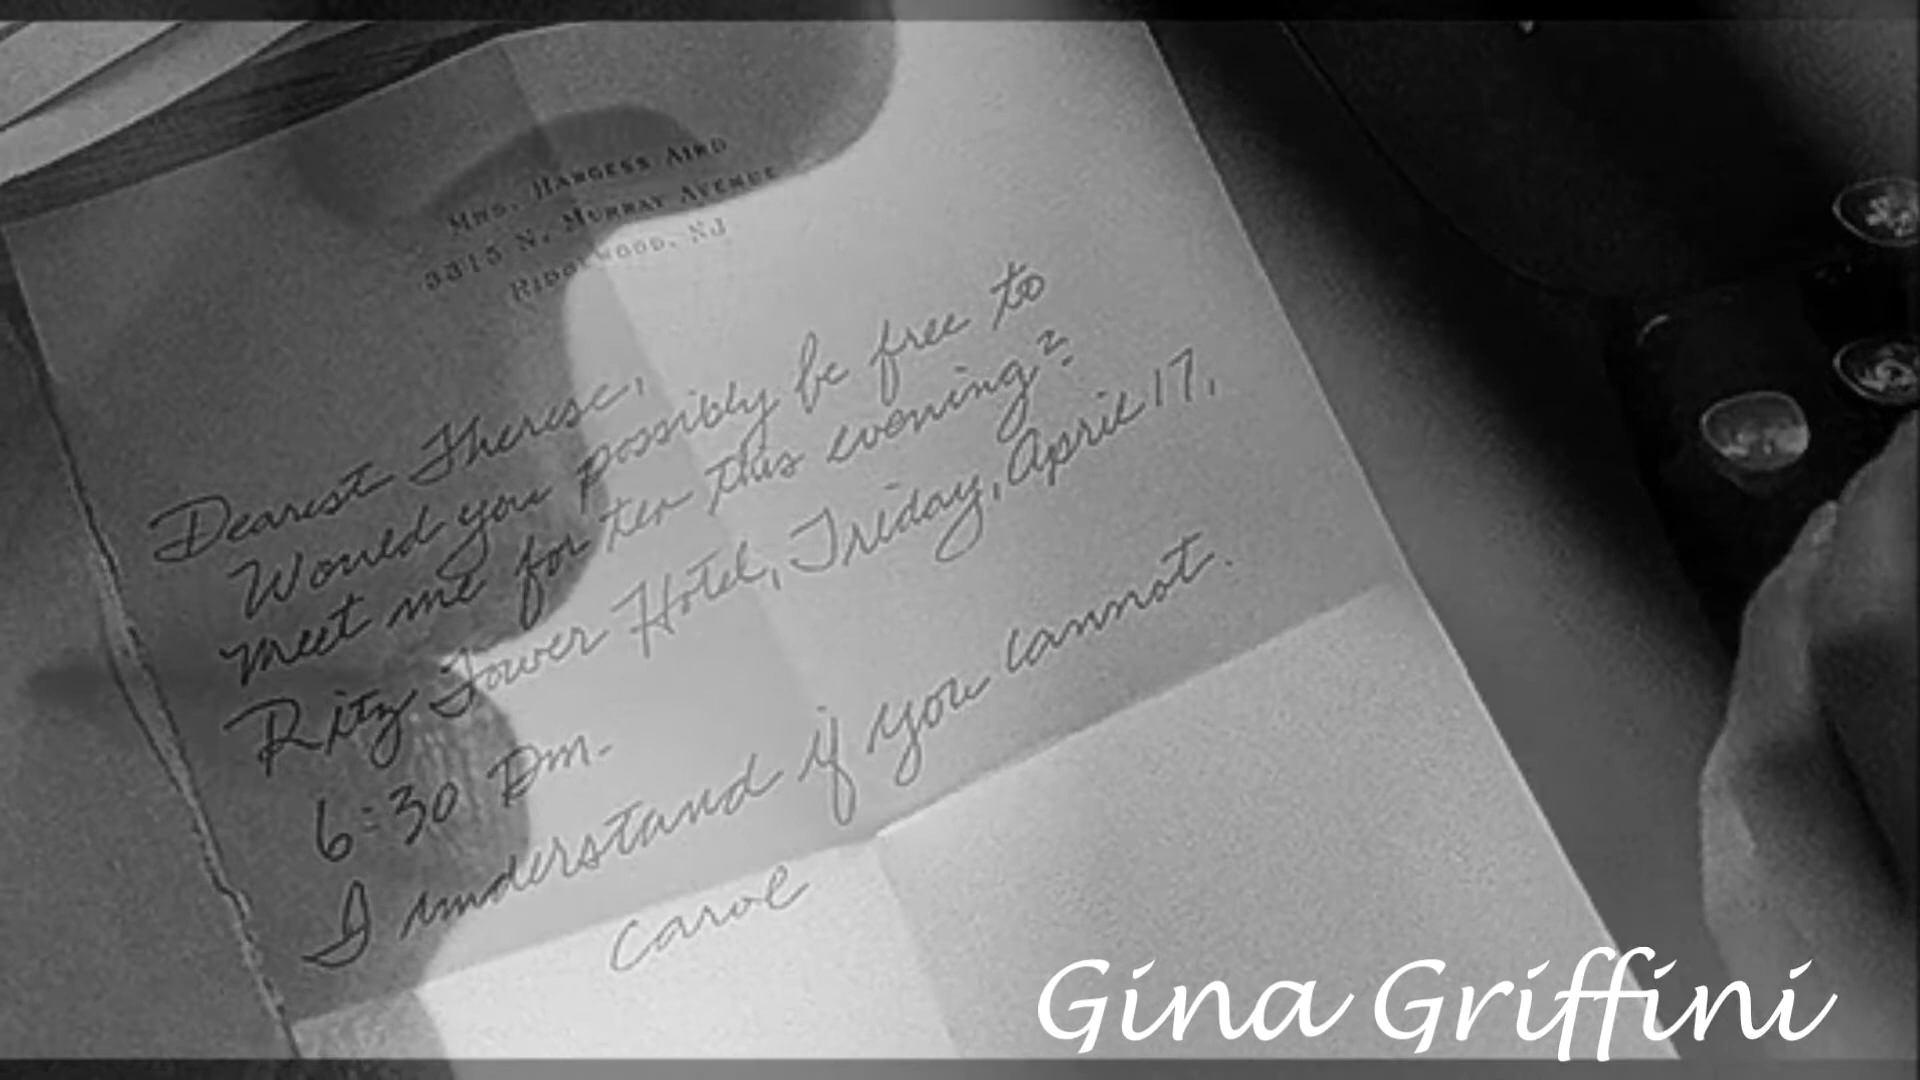 MRS. HARGESS AIRD
3315 N. MURRAY AVENUE
RIDGEWOOD, NJ
Dearest Therese,
Would you possibly be free to
meet me for tea this evening?
Ritz Tower Hotel, Friday, April 17,
6:30 Pm.
I understand if you cannot.
Carol
Gina Griffini